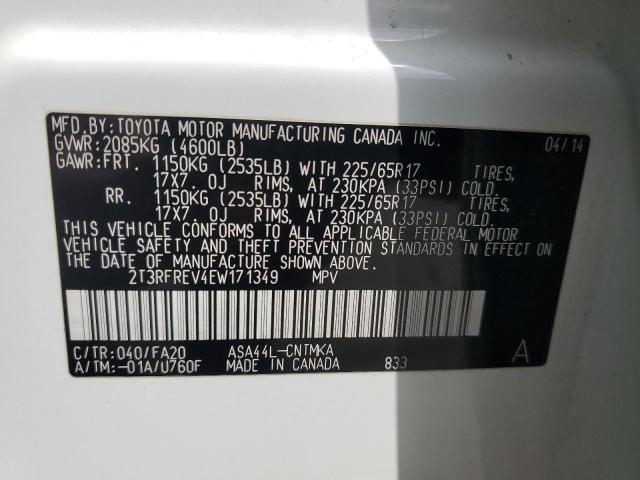 MFD.BY:TOYOTA MOTOR MANUFACTURING CANADA INC. 04/14
GVWR:2085KG (4600LB)
GAWR:FRT. 1150KG (2535LB) WITH 225/65R17 TIRES,
17X7.0J RIMS, AT 230KPA (33PSI) COLD.
RR. 1150KG (2535LB) WITH 225/65R17 TIRES,
17X7.0J RIMS, AT 230KPA (33PSI) COLD.
THIS VEHICLE CONFORMS TO ALL APPLICABLE FEDERAL MOTOR
VEHICLE SAFETY AND THEFT PREVENTION STANDARDS IN EFFECT ON
THE DATE OF MANUFACTURE SHOWN ABOVE.
2T3RFREV4EW171349 MPV
C/TR:040/FA20 ASA44L-CNTMKA A
A/TM:-01A/U760F MADE IN CANADA 833